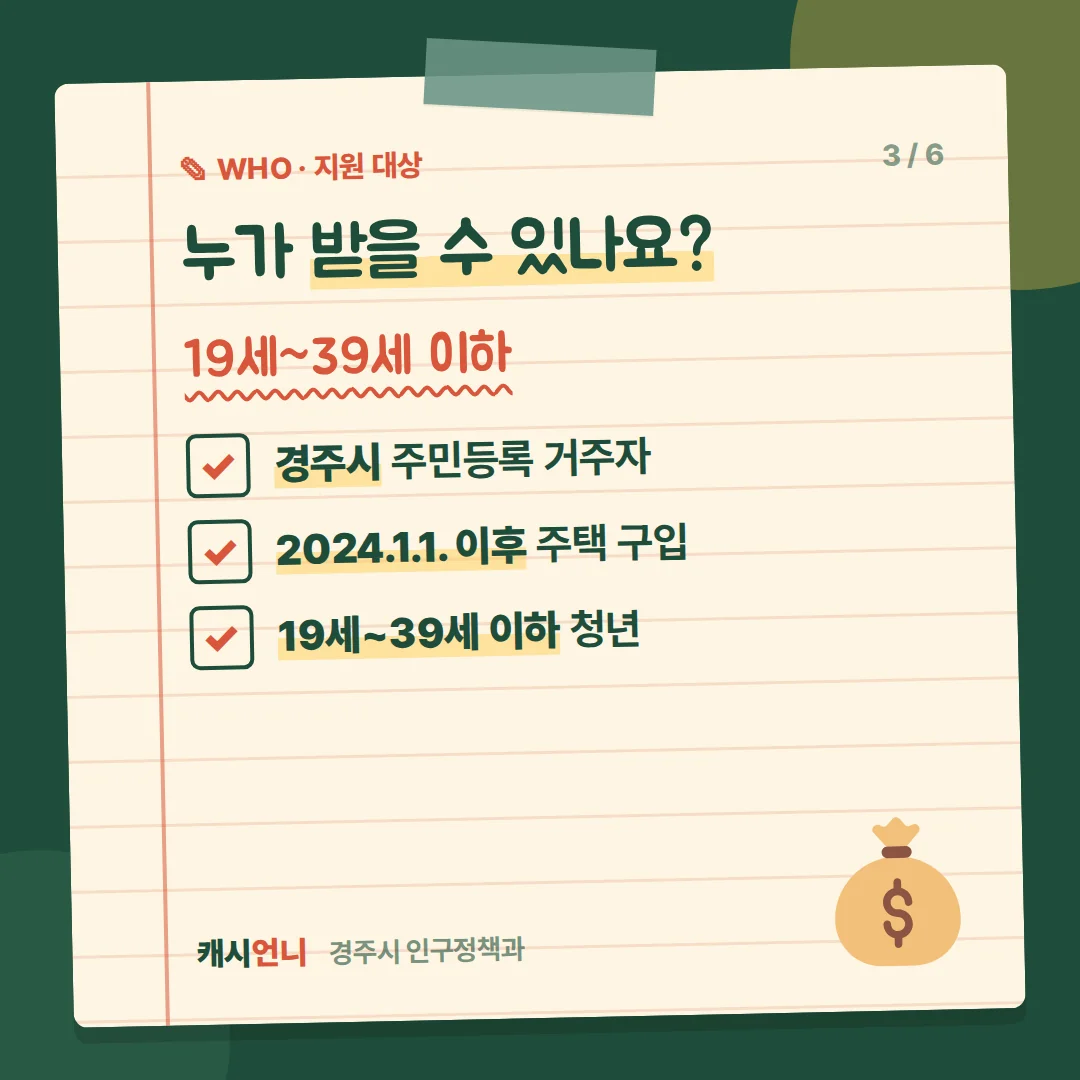 WHO · 지원 대상
3 / 6
누가 받을 수 있나요?
19세~39세 이하
경주시 주민등록 거주자
2024.1.1. 이후 주택 구입
19세~39세 이하 청년
$
캐시언니 경주시 인구정책과